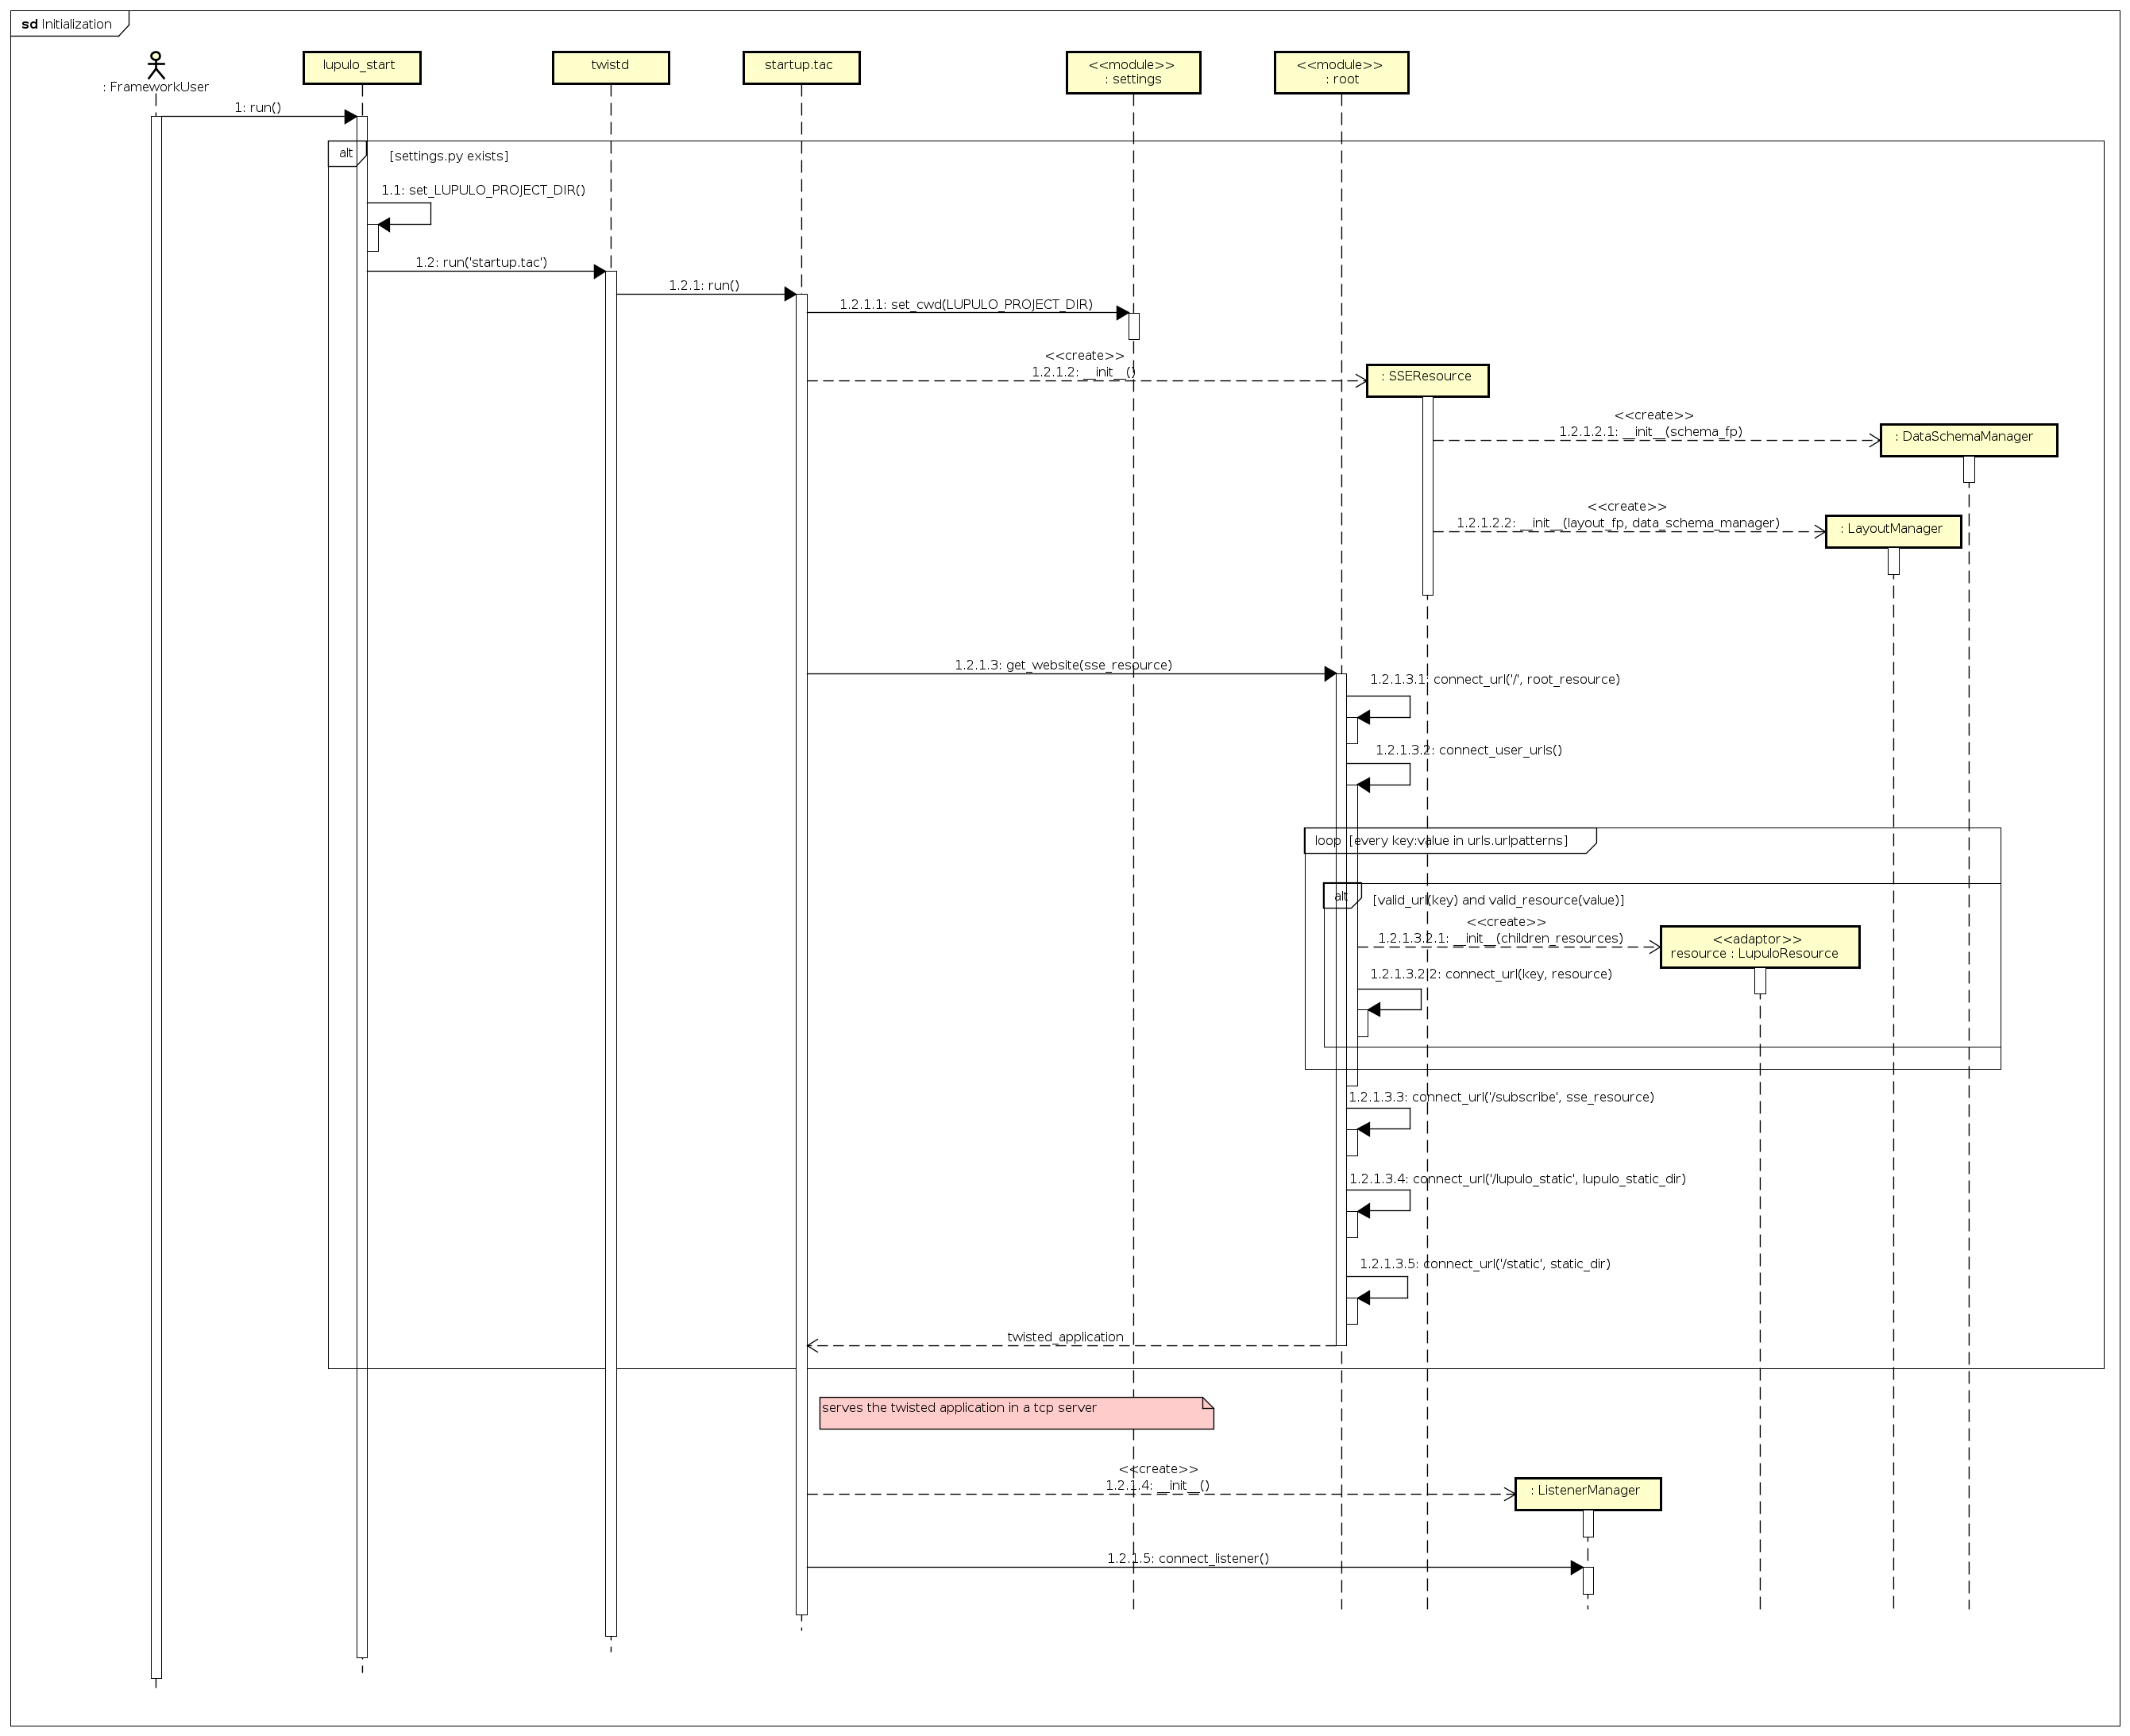 sd Initialization
: FrameworkUser
lupulo_start
twistd
startup.tac
<<module>>
: settings
<<module>>
: root
1: run()
alt
[settings.py exists]
1.1: set_LUPULO_PROJECT_DIR()
1.2: run('startup.tac')
1.2.1: run()
1.2.1.1: set_cwd(LUPULO_PROJECT_DIR)
<<create>>
1.2.1.2: __init__()
: SSEResource
<<create>>
1.2.1.2.1: __init__(schema_fp)
: DataSchemaManager
<<create>>
1.2.1.2.2: __init__(layout_fp, data_schema_manager)
: LayoutManager
1.2.1.3: get_website(sse_resource)
1.2.1.3.1: connect_url('/', root_resource)
1.2.1.3.2: connect_user_urls()
loop [every key:value in urls.urlpatterns]
alt
[valid_url(key) and valid_resource(value)]
<<create>>
1.2.1.3.2.1: __init__(children_resources)
<<adaptor>>
resource : LupuloResource
1.2.1.3.2.2: connect_url(key, resource)
1.2.1.3.3: connect_url('/subscribe', sse_resource)
1.2.1.3.4: connect_url('/lupulo_static', lupulo_static_dir)
1.2.1.3.5: connect_url('/static', static_dir)
twisted_application
serves the twisted application in a tcp server
<<create>>
1.2.1.4: __init__()
: ListenerManager
1.2.1.5: connect_listener()